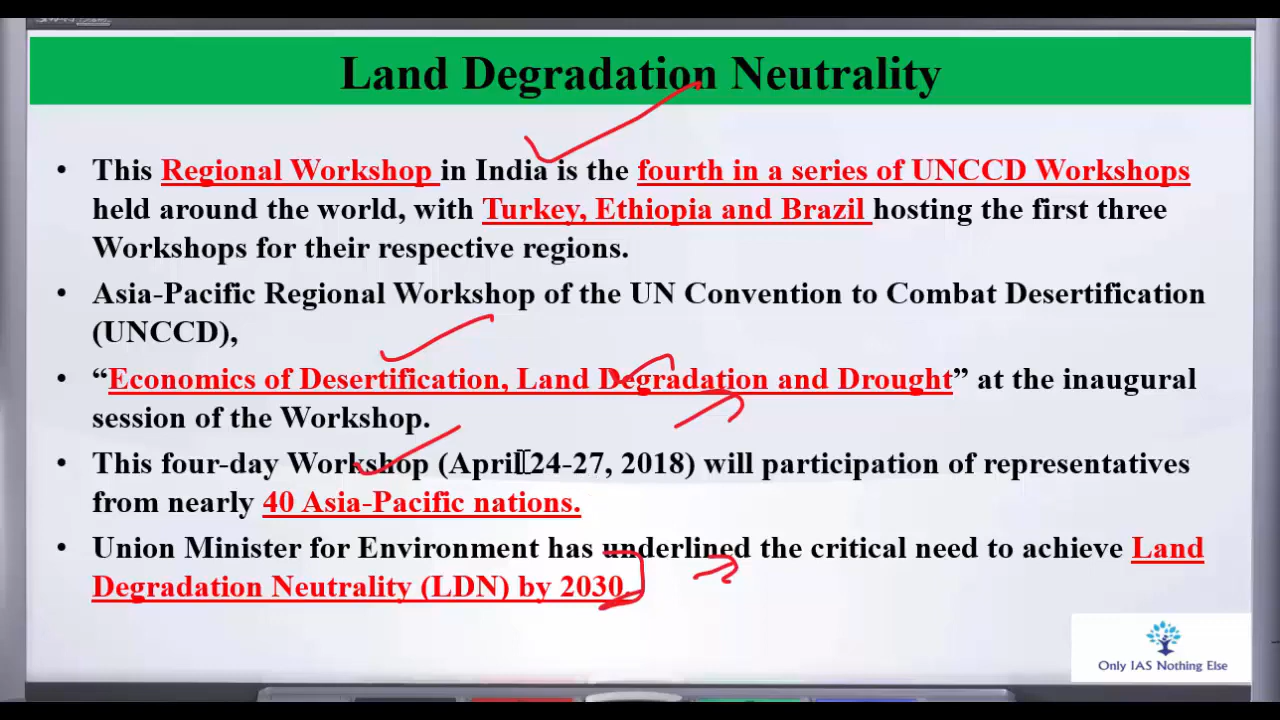 Land Degradation Neutrality
• This Regional Workshop in India is the fourth in a series of UNCCD Workshops
held around the world, with Turkey, Ethiopia and Brazil hosting the first three
Workshops for their respective regions.
• Asia-Pacific Regional Workshop of the UN Convention to Combat Desertification
(UNCCD),
• “Economics of Desertification, Land Degradation and Drought” at the inaugural
session of the Workshop.
• This four-day Workshop (April 24-27, 2018) will participation of representatives
from nearly 40 Asia-Pacific nations.
• Union Minister for Environment has underlined the critical need to achieve Land
Degradation Neutrality (LDN) by 2030.
Only IAS Nothing Else